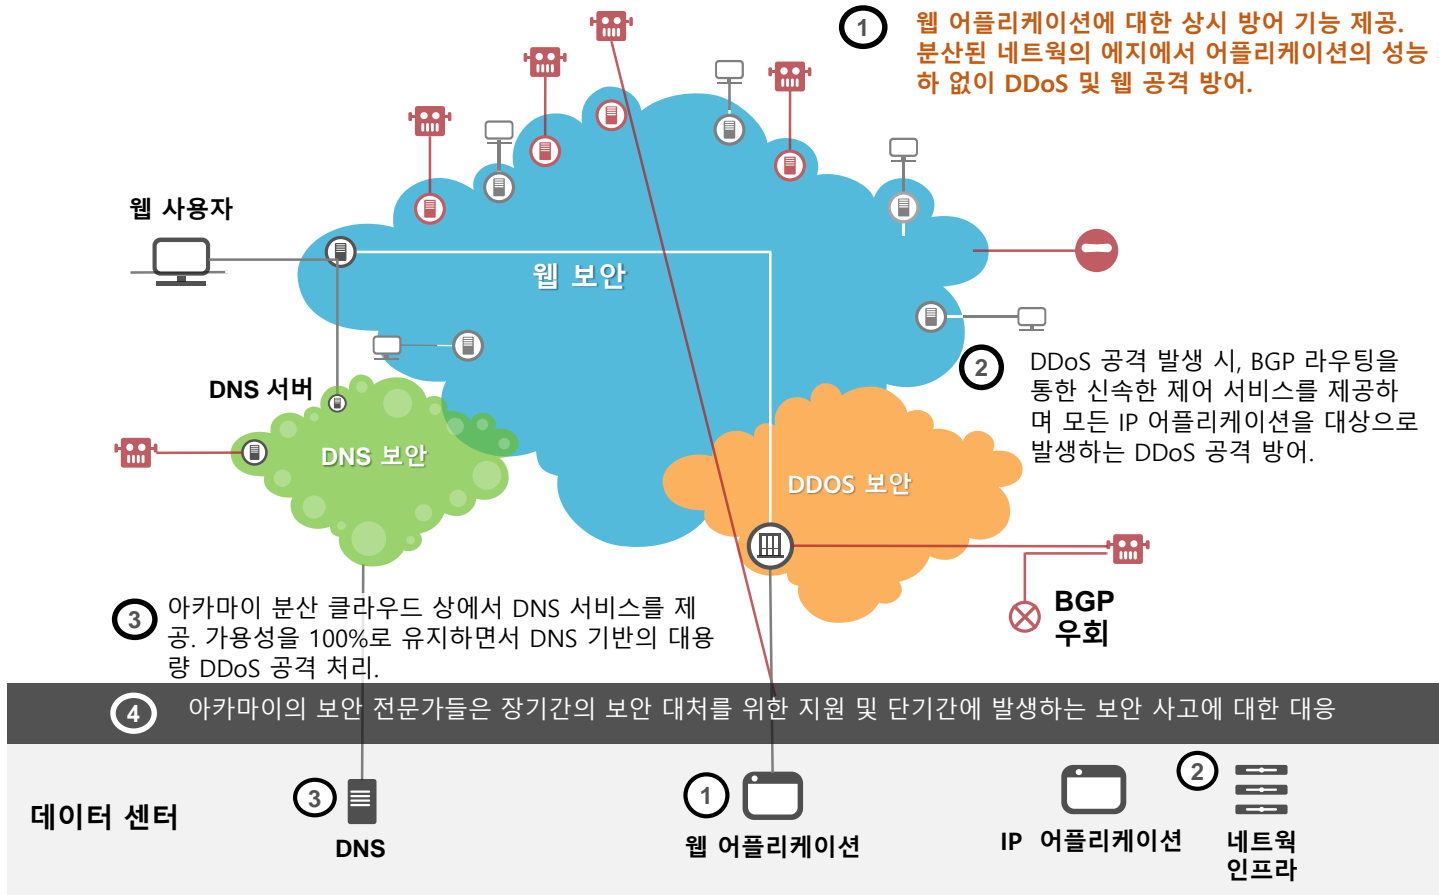 1
웹 어플리케이션에 대한 상시 방어 기능 제공.
분산된 네트웍의 에지에서 어플리케이션의 성능
하 없이 DDoS 및 웹 공격 방어.
웹 사용자
웹 보안
2
DDoS 공격 발생 시, BGP 라우팅을
통한 신속한 제어 서비스를 제공하
며 모든 IP 어플리케이션을 대상으로
발생하는 DDoS 공격 방어.
DNS 서버
DNS 보안
DDOS 보안
BGP
우회
3
아카마이 분산 클라우드 상에서 DNS 서비스를 제
공. 가용성을 100%로 유지하면서 DNS 기반의 대용
량 DDoS 공격 처리.
4
아카마이의 보안 전문가들은 장기간의 보안 대처를 위한 지원 및 단기간에 발생하는 보안 사고에 대한 대응
데이터 센터
3
DNS
1
웹 어플리케이션
IP 어플리케이션
2
네트웍
인프라